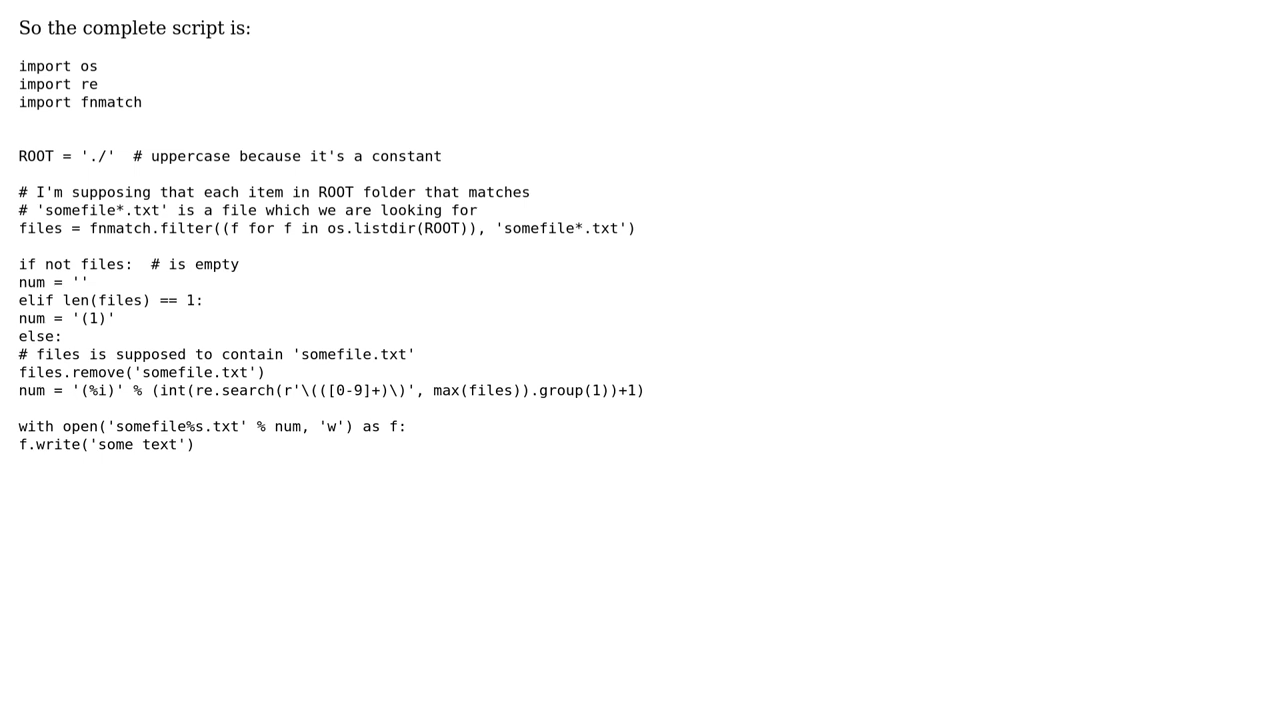 So the complete script is:
import os
import re
import fnmatch
ROOT = './'  # uppercase because it's a constant
# I'm supposing that each item in ROOT folder that matches
# 'somefile*.txt' is a file which we are looking for
files = fnmatch.filter((f for f in os.listdir(ROOT)), 'somefile*.txt')
if not files:  # is empty
num = ''
elif len(files) == 1:
num = '(1)'
else:
# files is supposed to contain 'somefile.txt'
files.remove('somefile.txt')
num = '(%i)' % (int(re.search(r'\(([0-9]+)\)', max(files)).group(1))+1)
with open('somefile%s.txt' % num, 'w') as f:
f.write('some text')